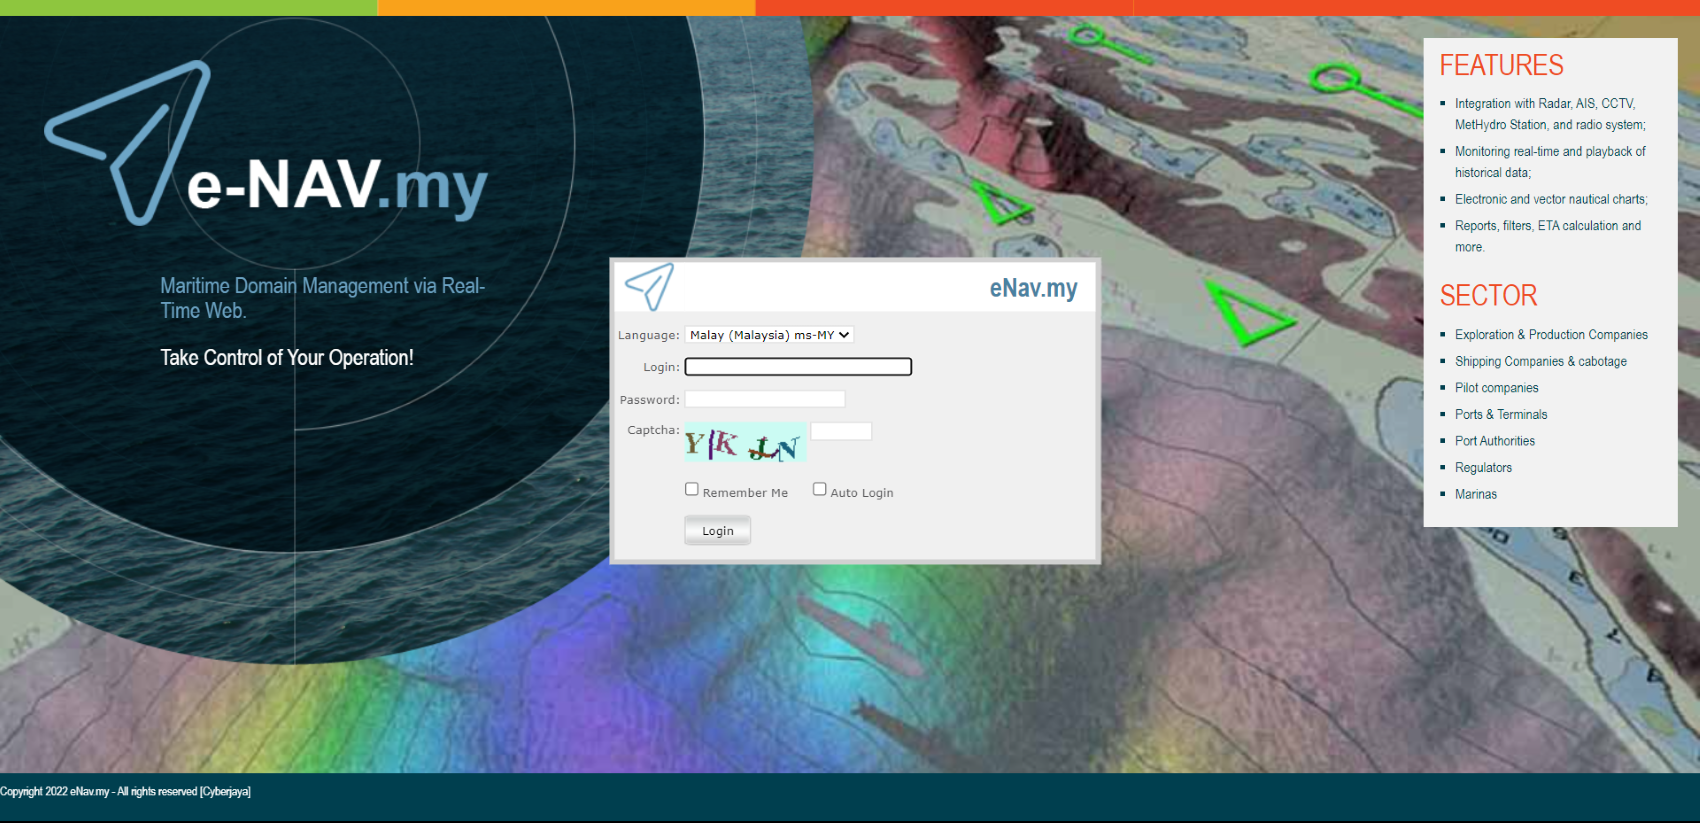 e-NAV.my
Maritime Domain Management via Real-
Time Web.
Take Control of Your Operation!
eNav.my
Language: Malay (Malaysia) ms-MY
Login:
Password:
Captcha:
Remember Me Auto Login
Login
FEATURES
Integration with Radar, AIS, CCTV,
MetHydro Station, and radio system;
Monitoring real-time and playback of
historical data;
Electronic and vector nautical charts;
Reports, filters, ETA calculation and
more.
SECTOR
Exploration & Production Companies
Shipping Companies & cabotage
Pilot companies
Ports & Terminals
Port Authorities
Regulators
Marinas
Copyright 2022 eNav.my - All rights reserved [Cyberjaya]